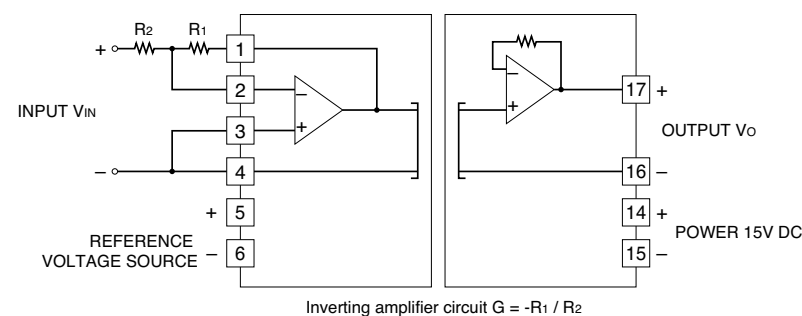 R2 R1
+ 1
2 −
INPUT VIN
3 +
− 4
+ 5
REFERENCE
VOLTAGE SOURCE − 6
−
+
17 +
OUTPUT VO
16 −
14 +
POWER 15V DC
15 −
Inverting amplifier circuit G = -R1 / R2